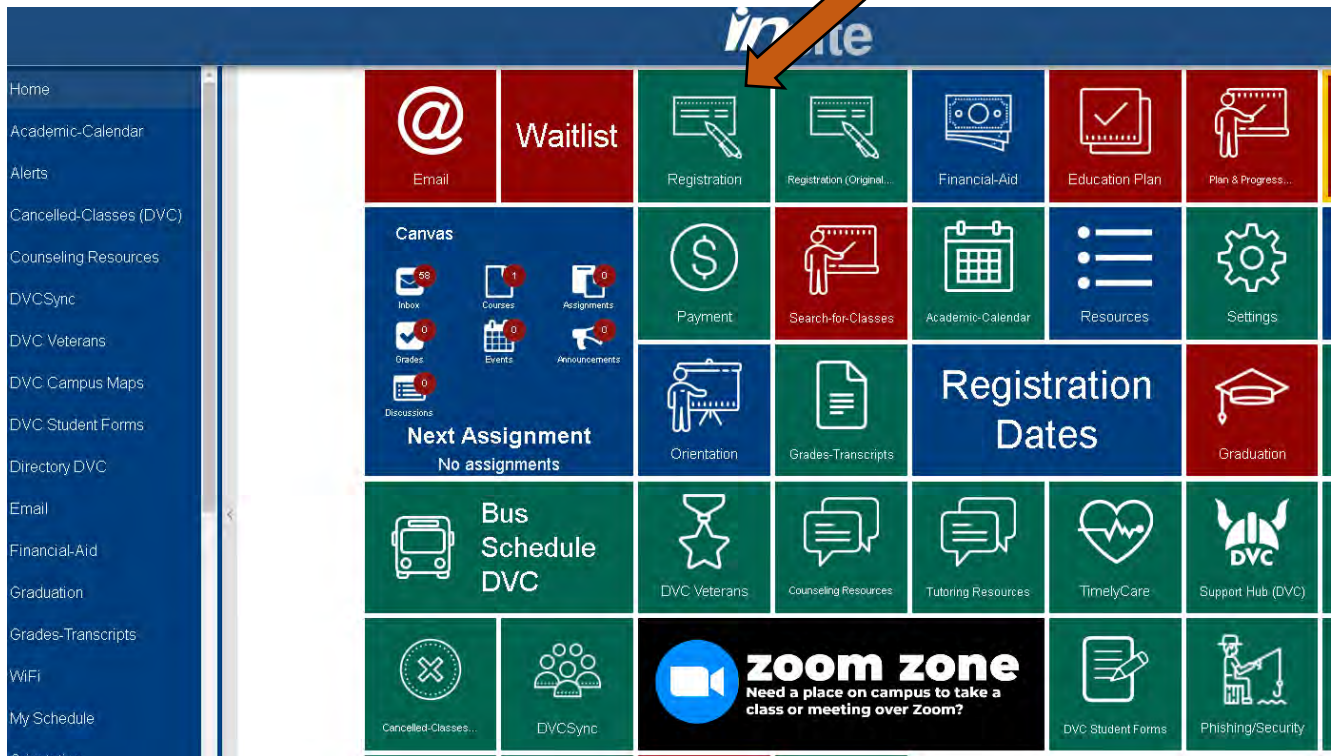 Home
Academic-Calendar
Alerts
Cancelled-Classes (DVC)
Counseling Resources
DVCSync
DVC Veterans
DVC Campus Maps
DVC Student Forms
Directory DVC
Email
Financial-Aid
Graduation
Grades-Transcripts
WiFi
My Schedule
@
Email
Waitlist
Registration
Registration (Original....
Financial-Aid
Education Plan
Plan & Progress...
Canvas
58
Inbox
1
Courses
0
Assignments
0
Grades
0
Events
0
Announcements
0
Discussions
Next Assignment
No assignments
$
Payment
Search-for-Classes
Academic-Calendar
Resources
Settings
Orientation
Grades-Transcripts
Registration
Dates
Graduation
Bus
Schedule
DVC
DVC Veterans
Counseling Resources
Tutoring Resources
TimelyCare
DVC
Support Hub (DVC)
Cancelled-Classes...
DVCSync
zoom zone
Need a place on campus to take a
class or meeting over Zoom?
DVC Student Forms
Phishing/Security